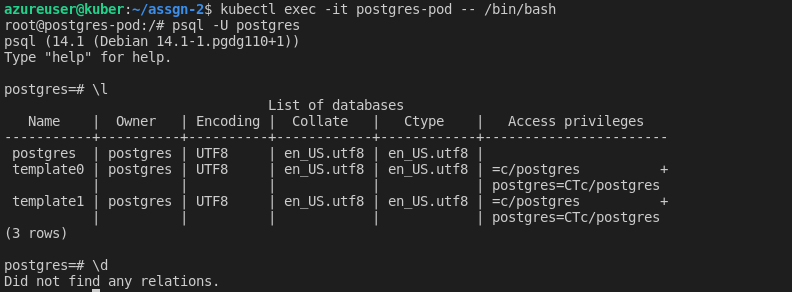 azureuser@kuber:~/assgn-2$ kubectl exec -it postgres-pod -- /bin/bash
root@postgres-pod:/# psql -U postgres
psql (14.1 (Debian 14.1-1.pgdg110+1))
Type "help" for help.

postgres=# \l
                                 List of databases
   Name    |  Owner   | Encoding |  Collate   |   Ctype    |   Access privileges
-----------+----------+----------+------------+------------+-----------------------
 postgres  | postgres | UTF8     | en_US.utf8 | en_US.utf8 |
 template0 | postgres | UTF8     | en_US.utf8 | en_US.utf8 | =c/postgres          +
           |          |          |            |            | postgres=CTc/postgres
 template1 | postgres | UTF8     | en_US.utf8 | en_US.utf8 | =c/postgres          +
           |          |          |            |            | postgres=CTc/postgres
(3 rows)

postgres=# \d
Did not find any relations.